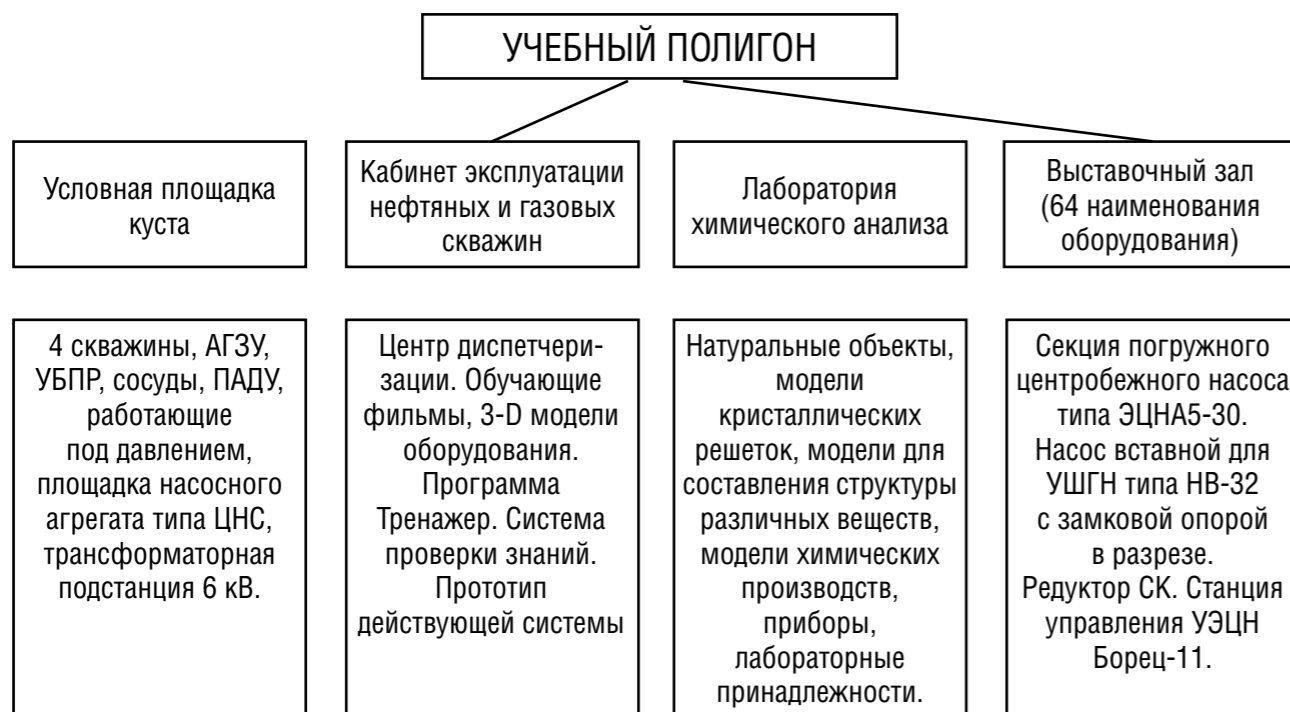 УЧЕБНЫЙ ПОЛИГОН
Условная площадка
куста
Кабинет эксплуатации
нефтяных и газовых
скважин
Лаборатория
химического анализа
Выставочный зал
(64 наименования
оборудования)
4 скважины, АГЗУ,
УБПР, сосуды, ПАДУ,
работающие
под давлением,
площадка насосного
агрегата типа ЦНС,
трансформаторная
подстанция 6 кВ.
Центр диспетчери-
зации. Обучающие
фильмы, 3-D модели
оборудования.
Программа
Тренажер. Система
проверки знаний.
Прототип
действующей системы
Натуральные объекты,
модели
кристаллических
решеток, модели для
составления структуры
различных веществ,
модели химических
производств,
приборы,
лабораторные
принадлежности.
Секция погружного
центробежного насоса
типа ЭЦНА5-30.
Насос вставной для
УШГН типа НВ-32
с замковой опорой
в разрезе.
Редуктор СК. Станция
управления УЭЦН
Борец-11.